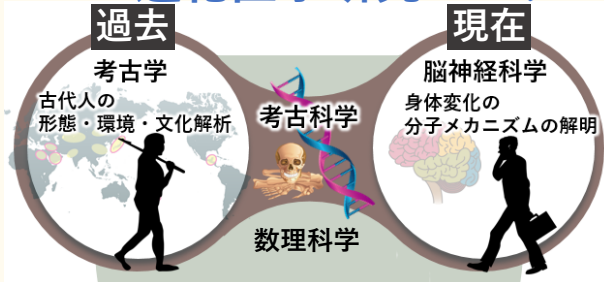 過去
考古学
古代人の
形態・環境・文化解析
考古科学
数理科学
現在
脳神経科学
身体変化の
分子メカニズムの解明